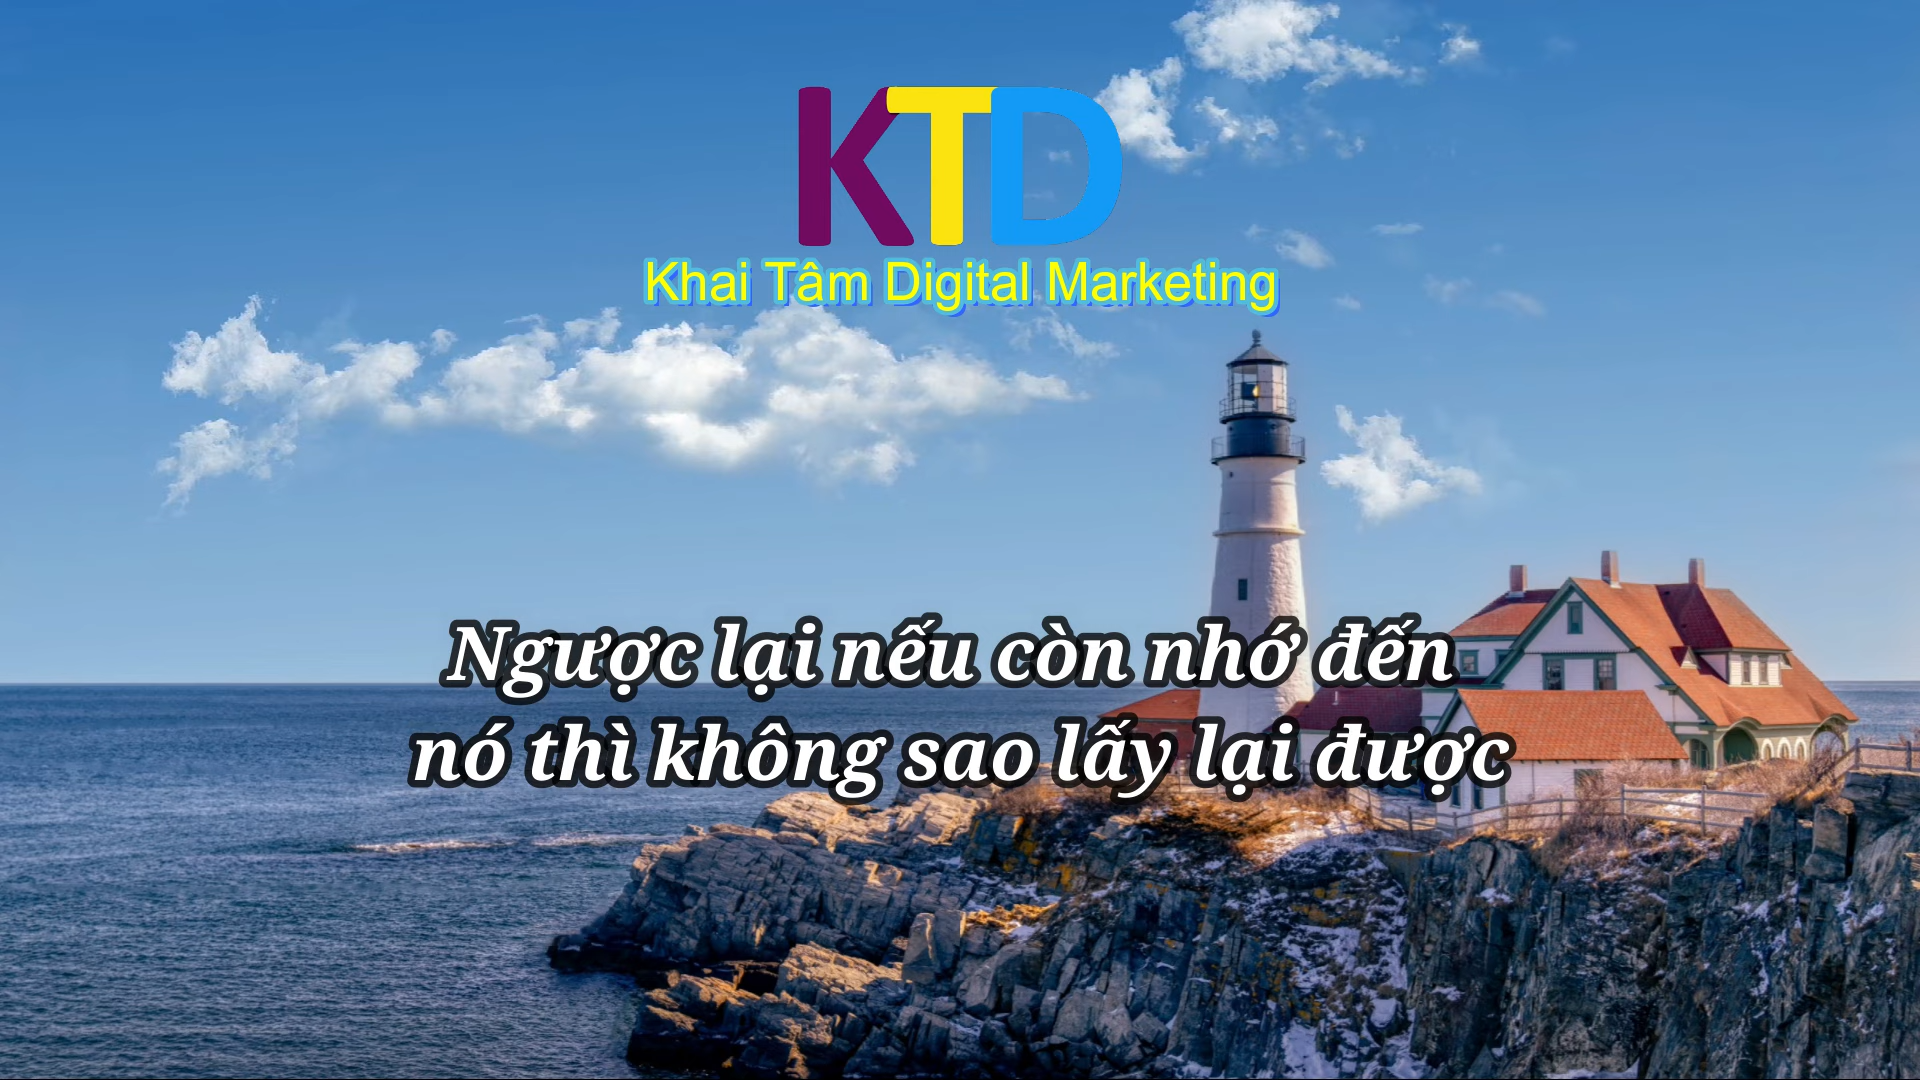 KTD
Khai Tâm Digital Marketing
Ngược lại nếu còn nhớ đến
nó thì không sao lấy lại được